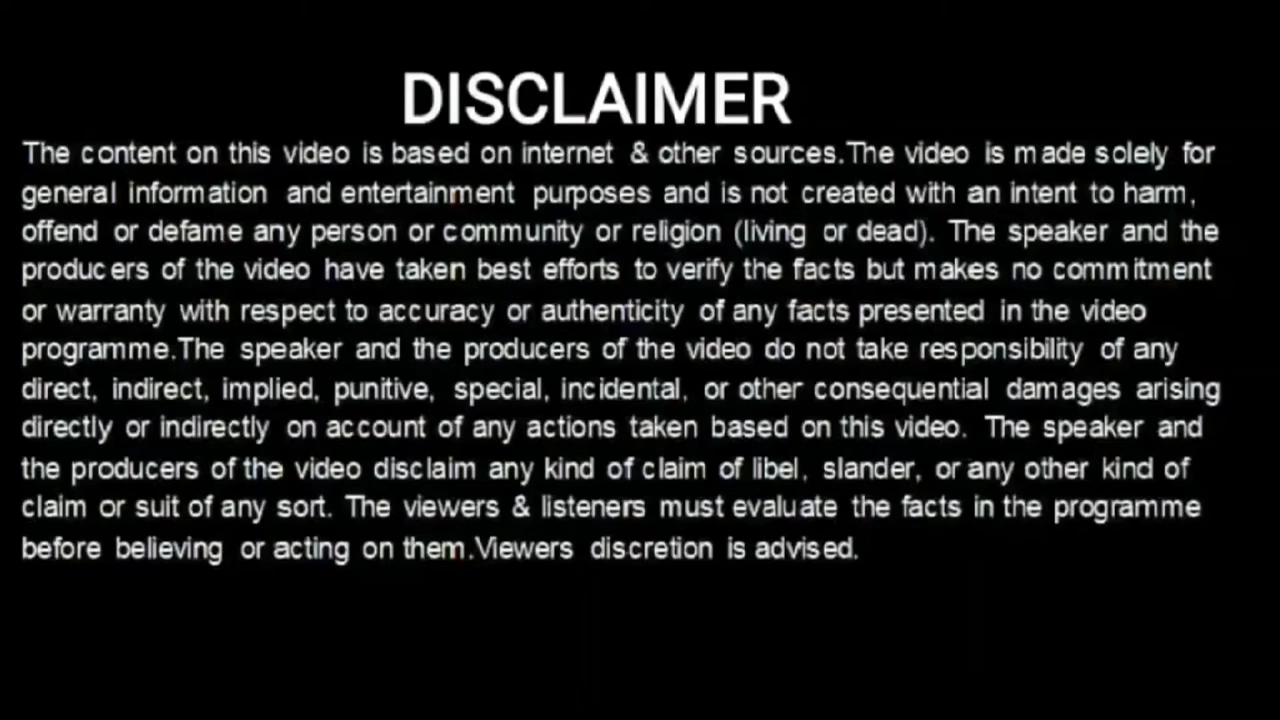 DISCLAIMER
The content on this video is based on internet & other sources.The video is made solely for
general information and entertainment purposes and is not created with an intent to harm,
offend or defame any person or community or religion (living or dead). The speaker and the
producers of the video have taken best efforts to verify the facts but makes no commitment
or warranty with respect to accuracy or authenticity of any facts presented in the video
programme.The speaker and the producers of the video do not take responsibility of any
direct, indirect, implied, punitive, special, incidental, or other consequential damages arising
directly or indirectly on account of any actions taken based on this video. The speaker and
the producers of the video disclaim any kind of claim of libel, slander, or any other kind of
claim or suit of any sort. The viewers & listeners must evaluate the facts in the programme
before believing or acting on them.Viewers discretion is advised.